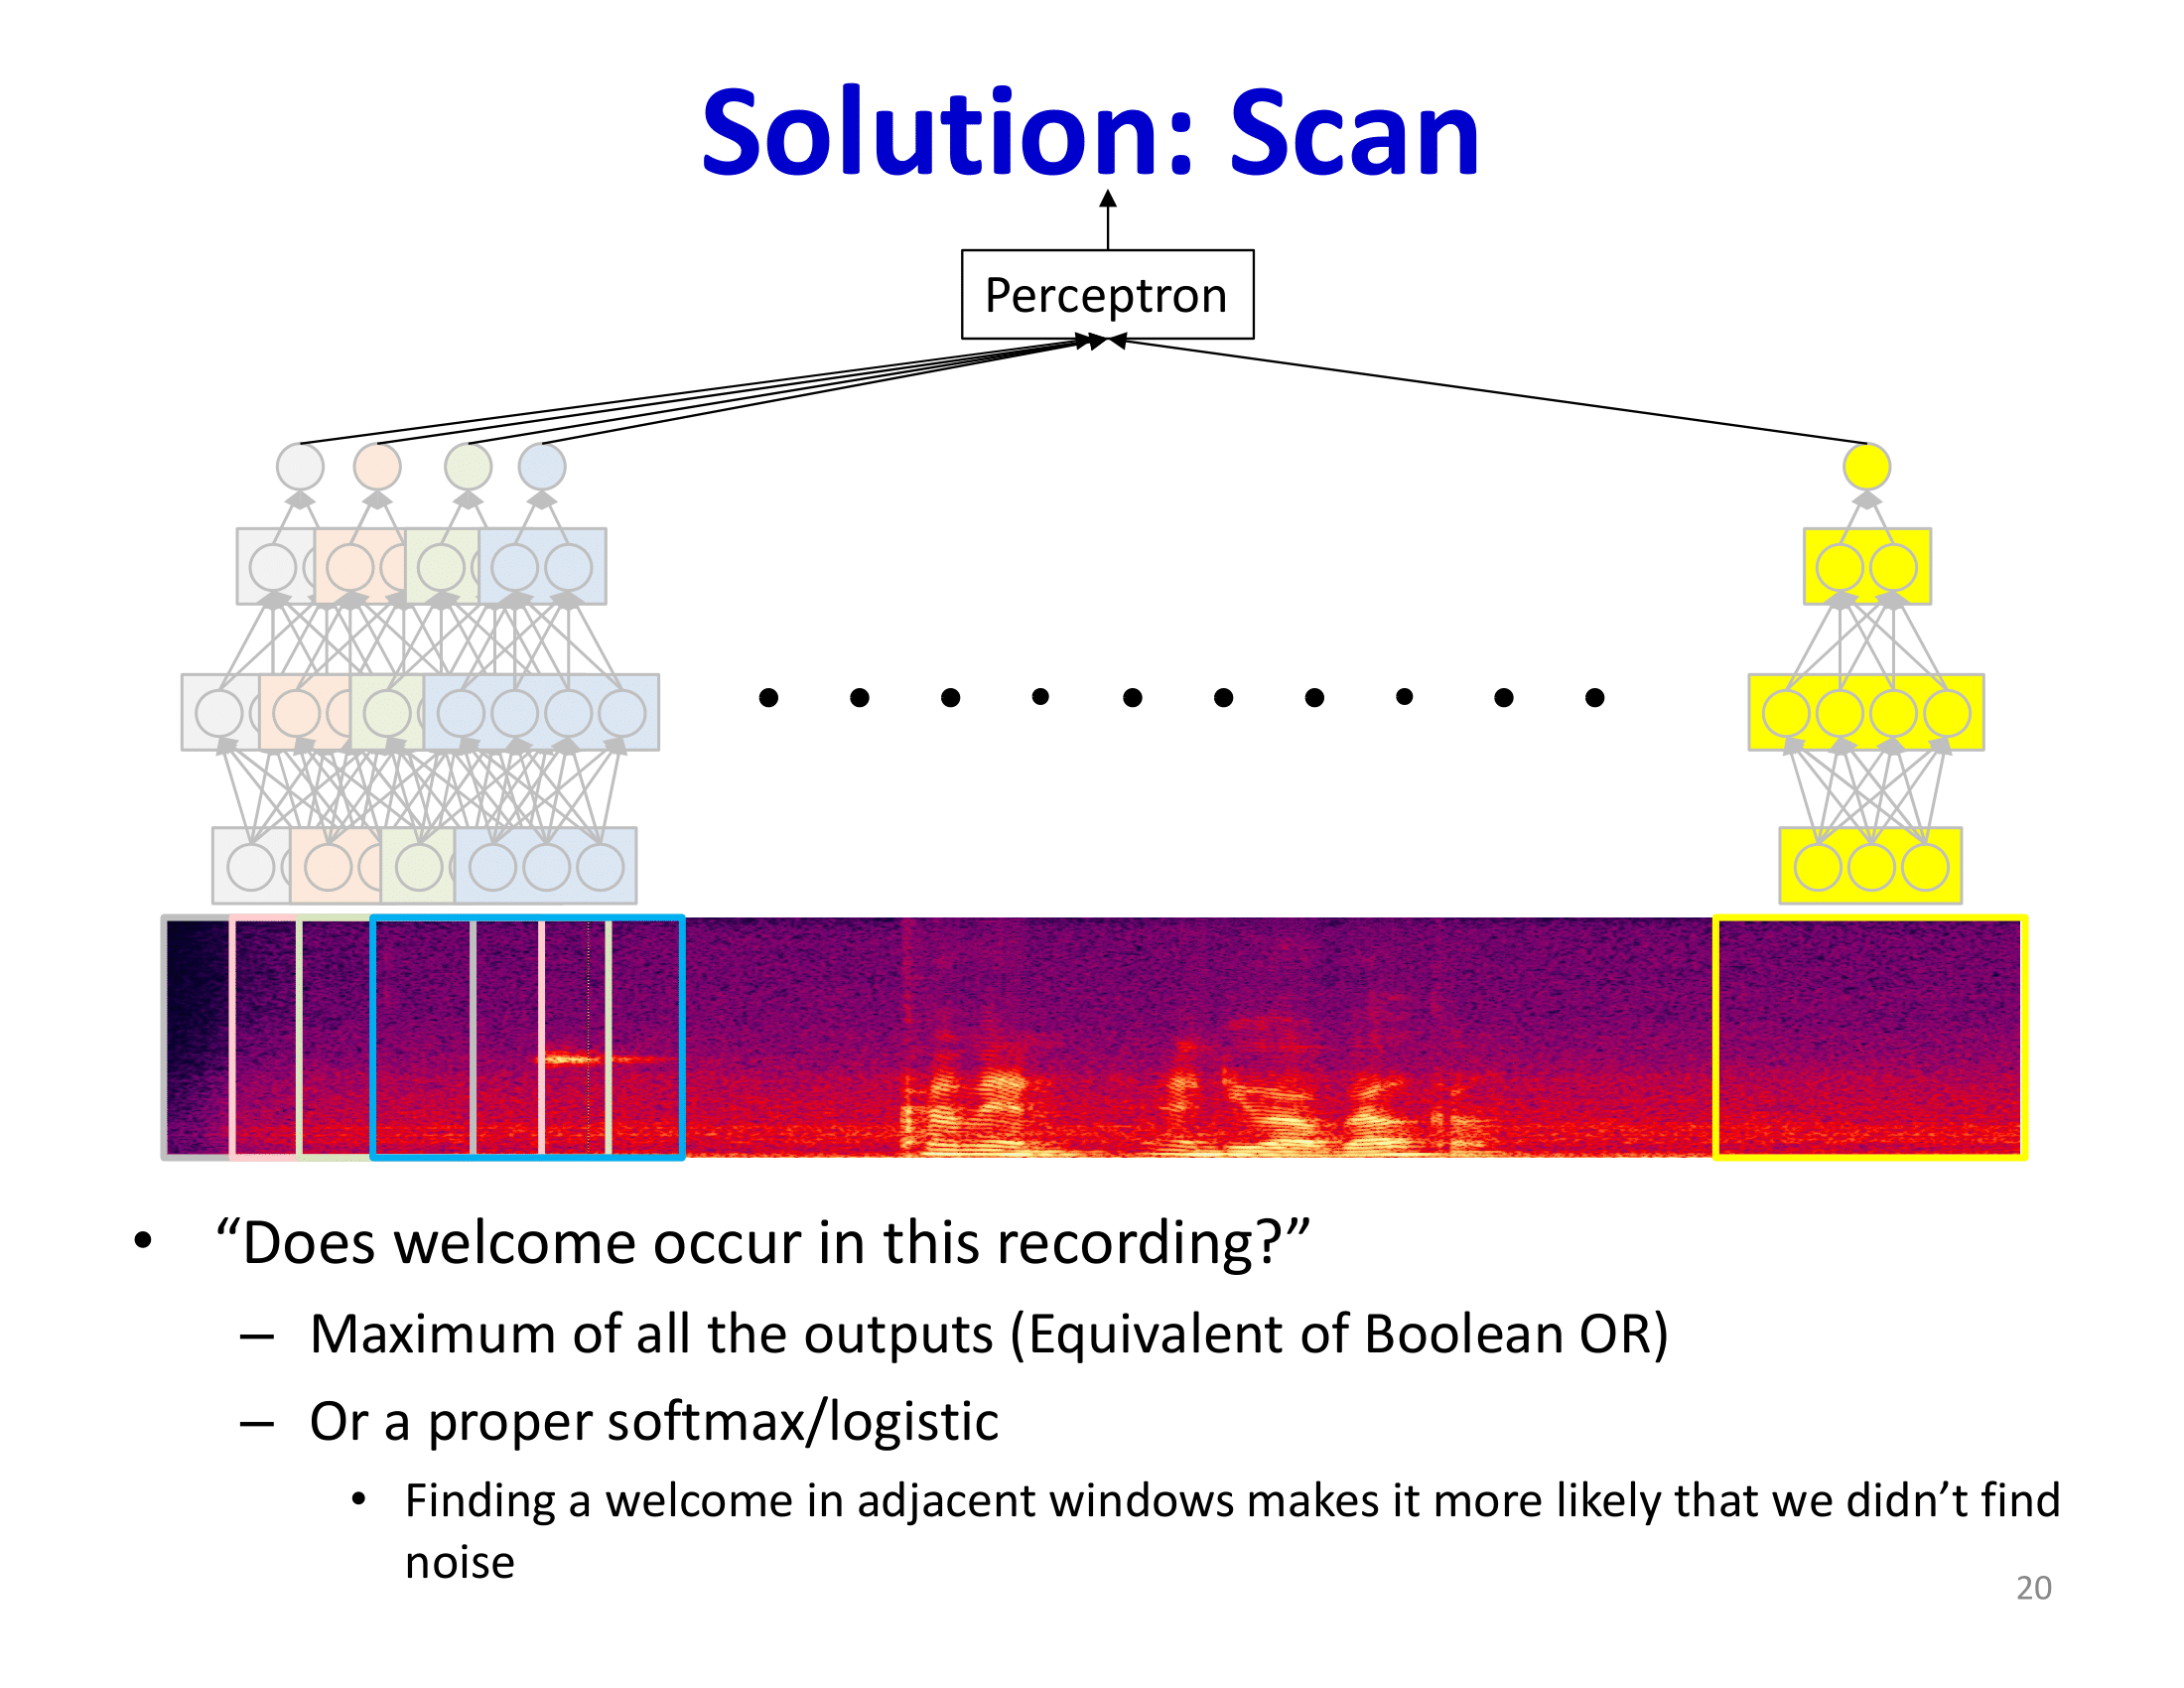 Solution: Scan
Perceptron
• “Does welcome occur in this recording?”
– Maximum of all the outputs (Equivalent of Boolean OR)
– Or a proper softmax/logistic
• Finding a welcome in adjacent windows makes it more likely that we didn’t find
noise
20